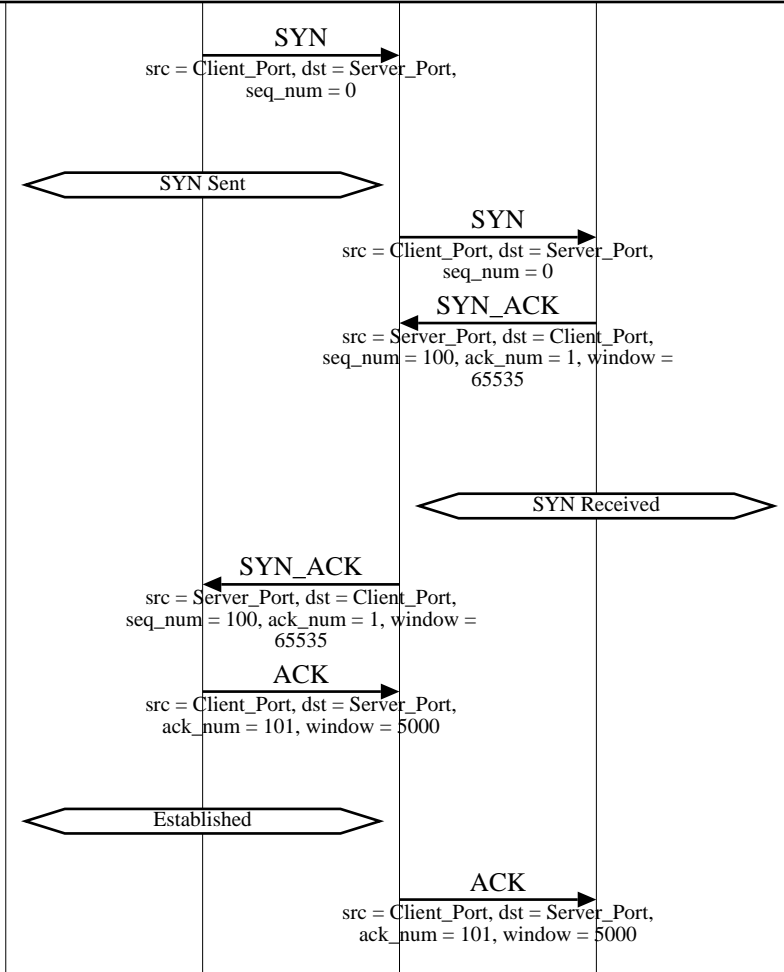 SYN
src = Client_Port, dst = Server_Port,
seq_num = 0
SYN Sent
SYN
src = Client_Port, dst = Server_Port,
seq_num = 0
SYN_ACK
src = Server_Port, dst = Client_Port,
seq_num = 100, ack_num = 1, window =
65535
SYN Received
SYN_ACK
src = Server_Port, dst = Client_Port,
seq_num = 100, ack_num = 1, window =
65535
ACK
src = Client_Port, dst = Server_Port,
ack_num = 101, window = 5000
Established
ACK
src = Client_Port, dst = Server_Port,
ack_num = 101, window = 5000